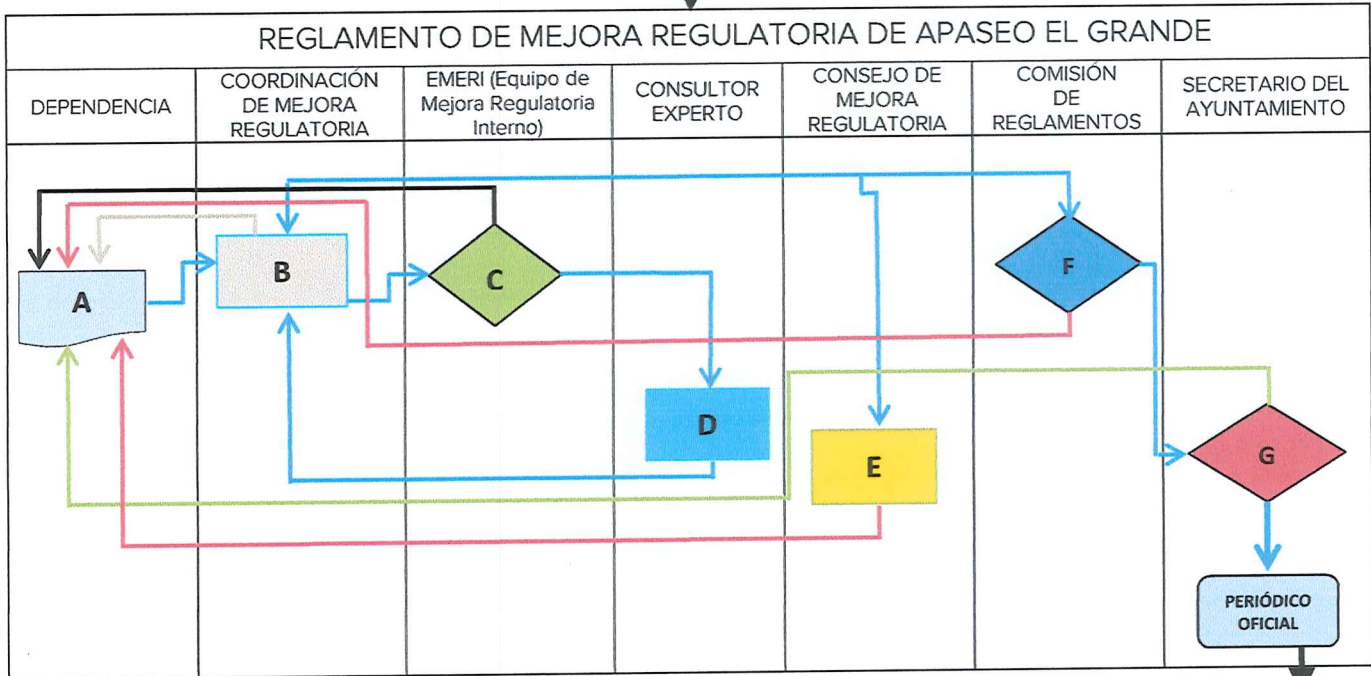 REGLAMENTO DE MEJORA REGULATORIA DE APASEO EL GRANDE
DEPENDENCIA
COORDINACIÓN
DE MEJORA
REGULATORIA
EMERI (Equipo de
Mejora Regulatoria
Interno)
CONSULTOR
EXPERTO
CONSEJO DE
MEJORA
REGULATORIA
COMISIÓN
DE
REGLAMENTOS
SECRETARIO DEL
AYUNTAMIENTO
A
B
C
D
E
F
G
PERIÓDICO
OFICIAL